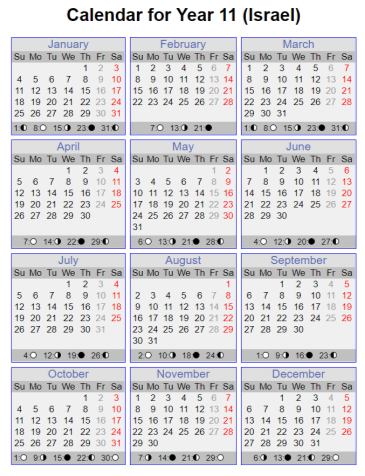 Calendar for Year 11 (Israel)
January
Su Mo Tu We Th Fr Sa
1 2 3
4 5 6 7 8 9 10
11 12 13 14 15 16 17
18 19 20 21 22 23 24
25 26 27 28 29 30 31
1:◐ 8:○ 15:◑ 23:● 31:◐
February
Su Mo Tu We Th Fr Sa
1 2 3 4 5 6 7
8 9 10 11 12 13 14
15 16 17 18 19 20 21
22 23 24 25 26 27 28
7:○ 13:◑ 21:●
March
Su Mo Tu We Th Fr Sa
1 2 3 4 5 6 7
8 9 10 11 12 13 14
15 16 17 18 19 20 21
22 23 24 25 26 27 28
29 30 31
1:◐ 8:○ 15:◑ 23:● 31:◐
April
Su Mo Tu We Th Fr Sa
1 2 3 4
5 6 7 8 9 10 11
12 13 14 15 16 17 18
19 20 21 22 23 24 25
26 27 28 29 30
7:○ 14:◑ 22:● 29:◐
May
Su Mo Tu We Th Fr Sa
1 2
3 4 5 6 7 8 9
10 11 12 13 14 15 16
17 18 19 20 21 22 23
24 25 26 27 28 29 30
31
6:○ 13:◑ 21:● 28:◐
June
Su Mo Tu We Th Fr Sa
1 2 3 4 5 6
7 8 9 10 11 12 13
14 15 16 17 18 19 20
21 22 23 24 25 26 27
28 29 30
4:○ 12:◑ 20:● 27:◐
July
Su Mo Tu We Th Fr Sa
1 2 3 4
5 6 7 8 9 10 11
12 13 14 15 16 17 18
19 20 21 22 23 24 25
26 27 28 29 30 31
4:○ 12:◑ 19:● 26:◐
August
Su Mo Tu We Th Fr Sa
1
2 3 4 5 6 7 8
9 10 11 12 13 14 15
16 17 18 19 20 21 22
23 24 25 26 27 28 29
30 31
2:○ 10:◑ 18:● 24:◐
September
Su Mo Tu We Th Fr Sa
1 2 3 4 5
6 7 8 9 10 11 12
13 14 15 16 17 18 19
20 21 22 23 24 25 26
27 28 29 30
1:○ 9:◑ 16:● 23:◐
October
Su Mo Tu We Th Fr Sa
1 2 3
4 5 6 7 8 9 10
11 12 13 14 15 16 17
18 19 20 21 22 23 24
25 26 27 28 29 30 31
1:○ 9:◑ 15:● 22:◐ 30:○
November
Su Mo Tu We Th Fr Sa
1 2 3 4 5 6 7
8 9 10 11 12 13 14
15 16 17 18 19 20 21
22 23 24 25 26 27 28
29 30
7:◑ 14:● 21:◐ 29:○
December
Su Mo Tu We Th Fr Sa
1 2 3 4 5
6 7 8 9 10 11 12
13 14 15 16 17 18 19
20 21 22 23 24 25 26
27 28 29 30 31
6:◑ 13:● 21:◐ 29:○